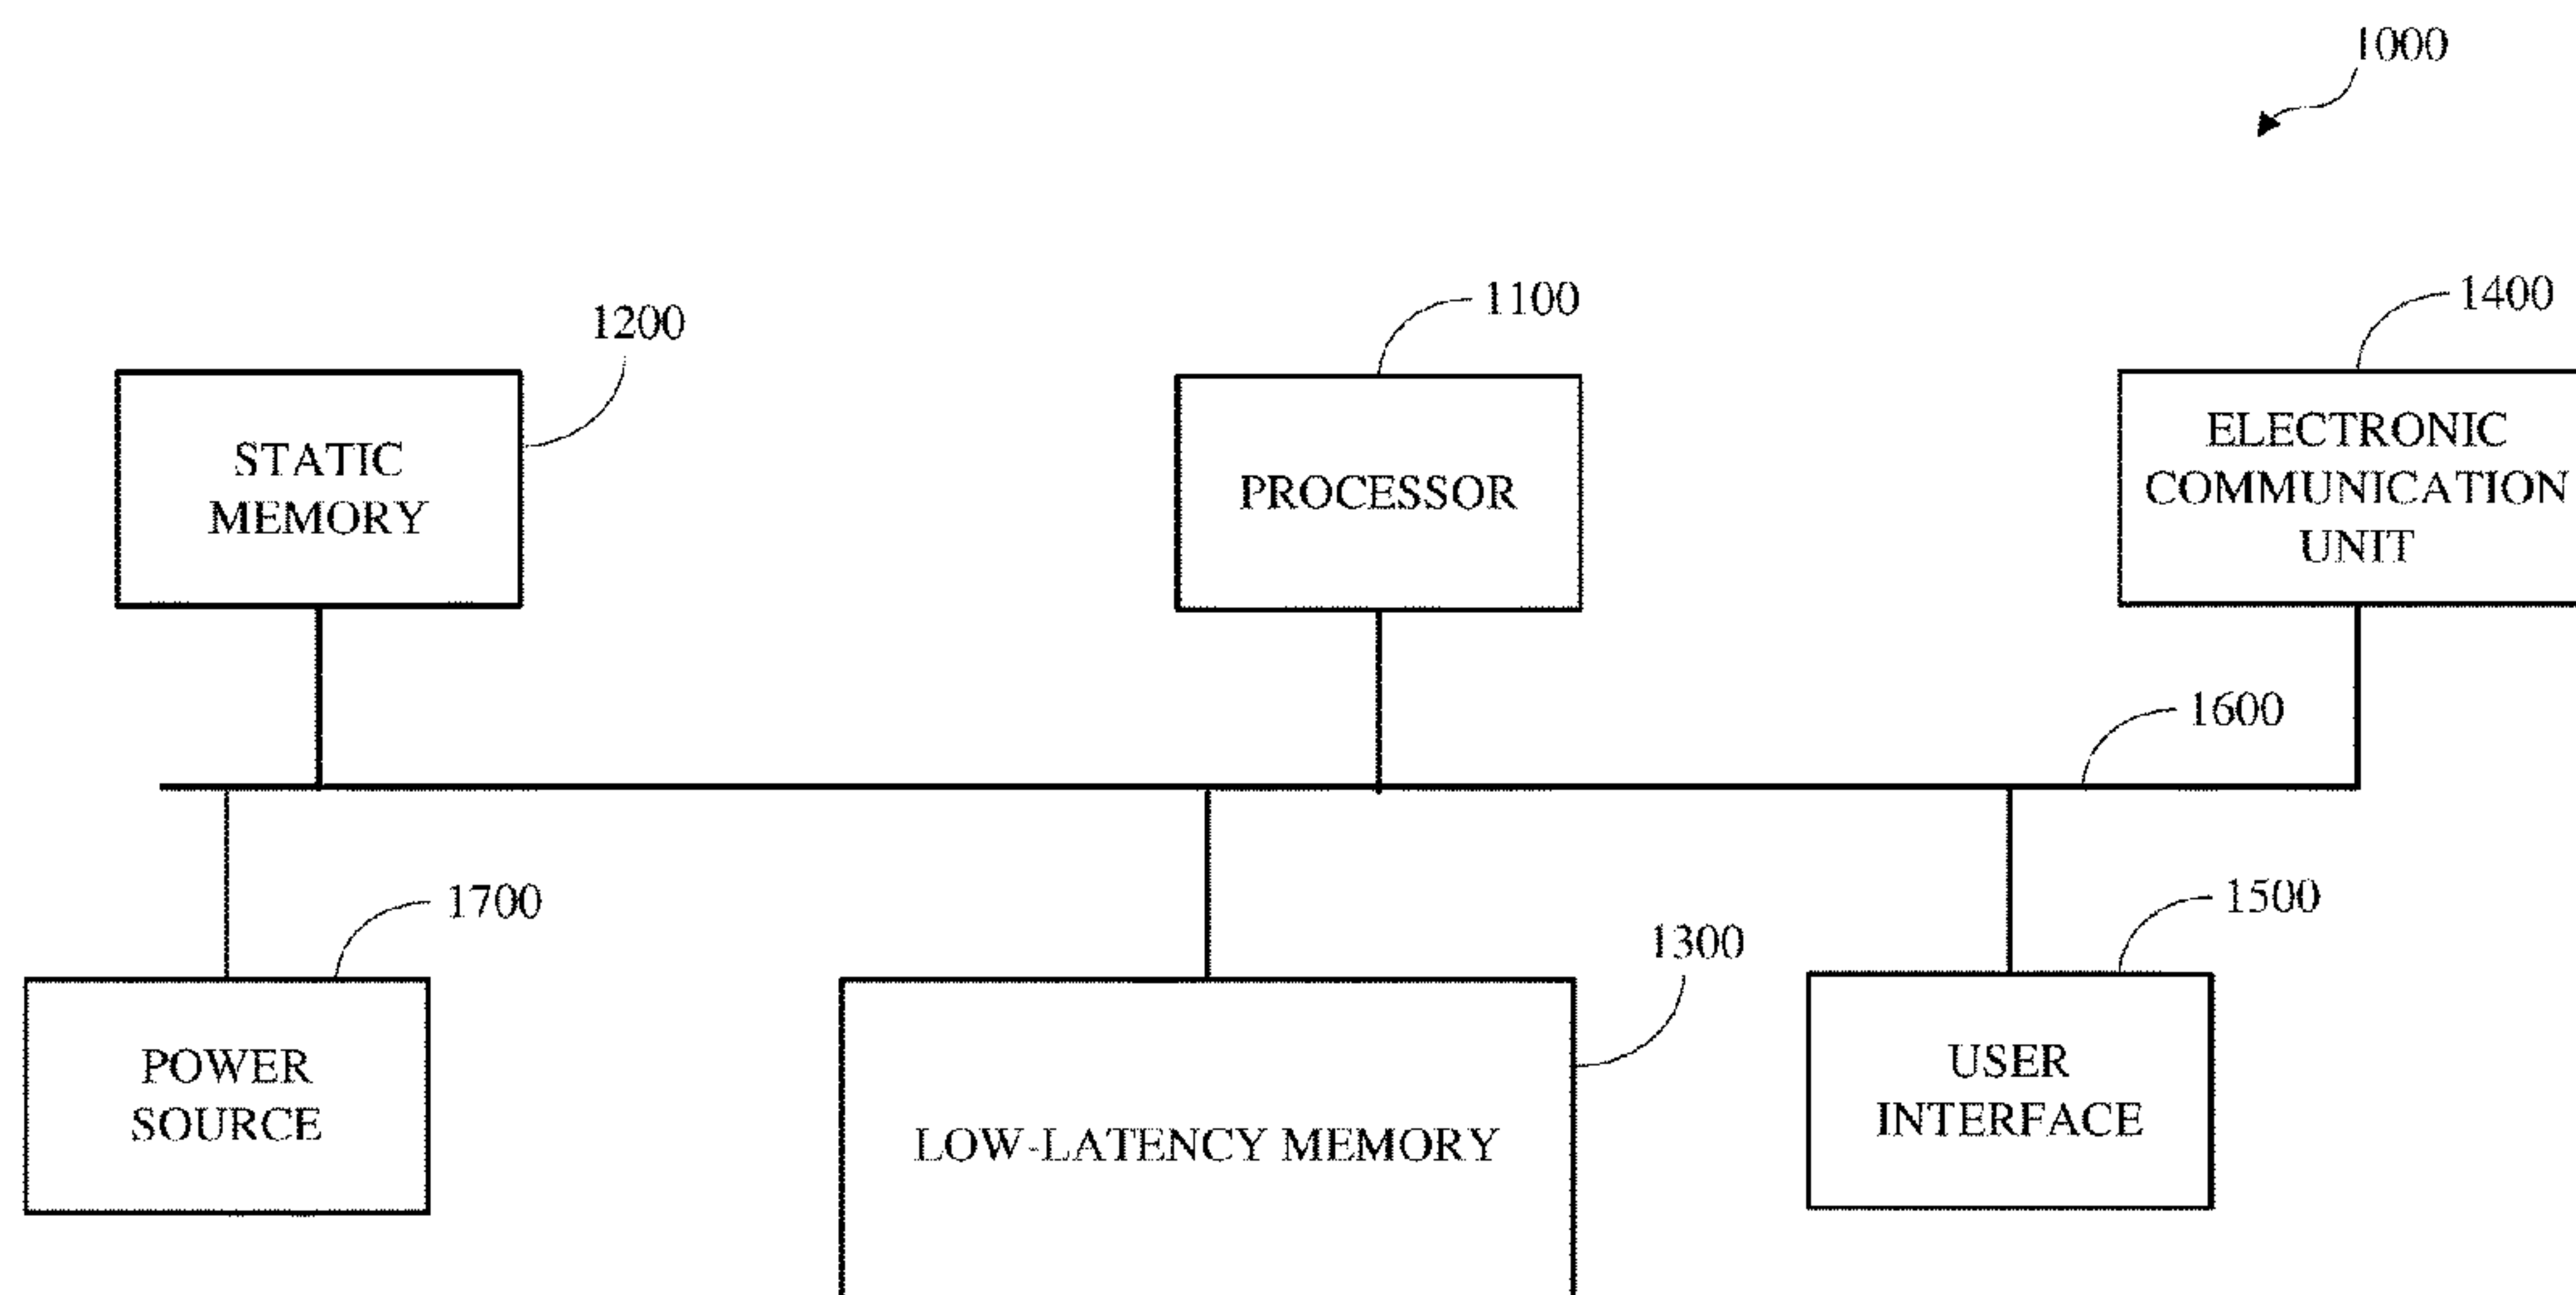 1000
1200
1100
1400
STATIC
MEMORY
PROCESSOR
ELECTRONIC
COMMUNICATION
UNIT
1600
1700
1300
1500
POWER
SOURCE
LOW-LATENCY MEMORY
USER
INTERFACE